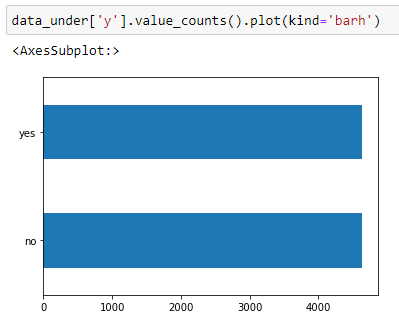 data_under['y'].value_counts().plot(kind='barh')
<AxesSubplot:>
yes
no
0 1000 2000 3000 4000